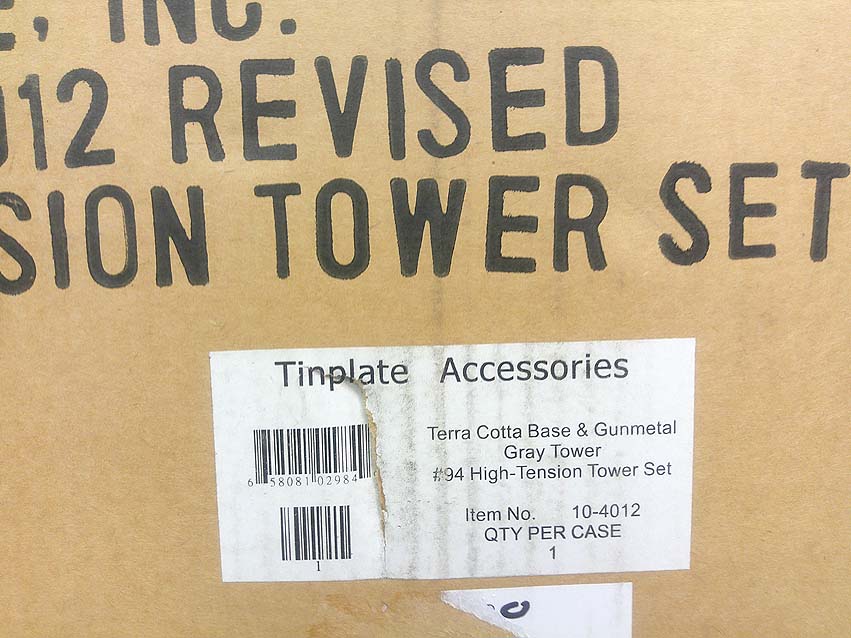 , INC.
012 REVISED
SION TOWER SET
Tinplate Accessories
Terra Cotta Base & Gunmetal
Gray Tower
#94 High-Tension Tower Set
6 58081 02984
Item No. 10-4012
QTY PER CASE
1
1